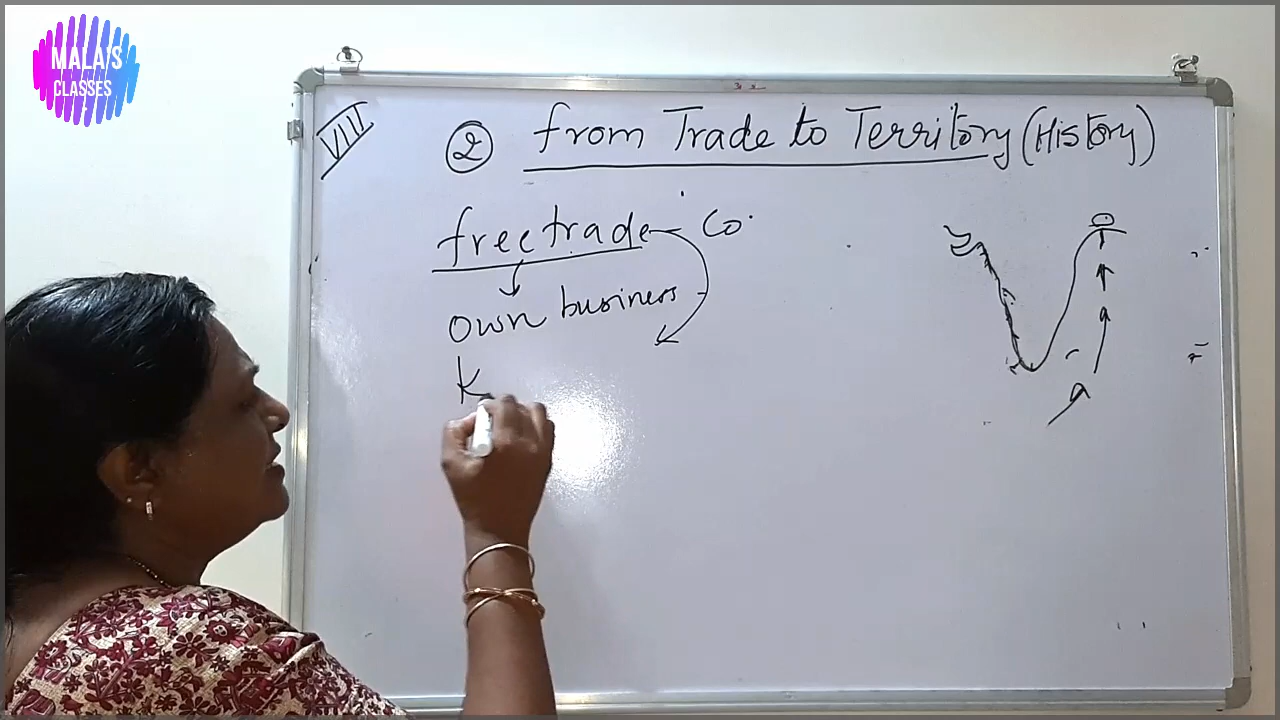 MALA'S
CLASSES
VIII
② From Trade to Territory (History)
free trade - Co.
own business
K